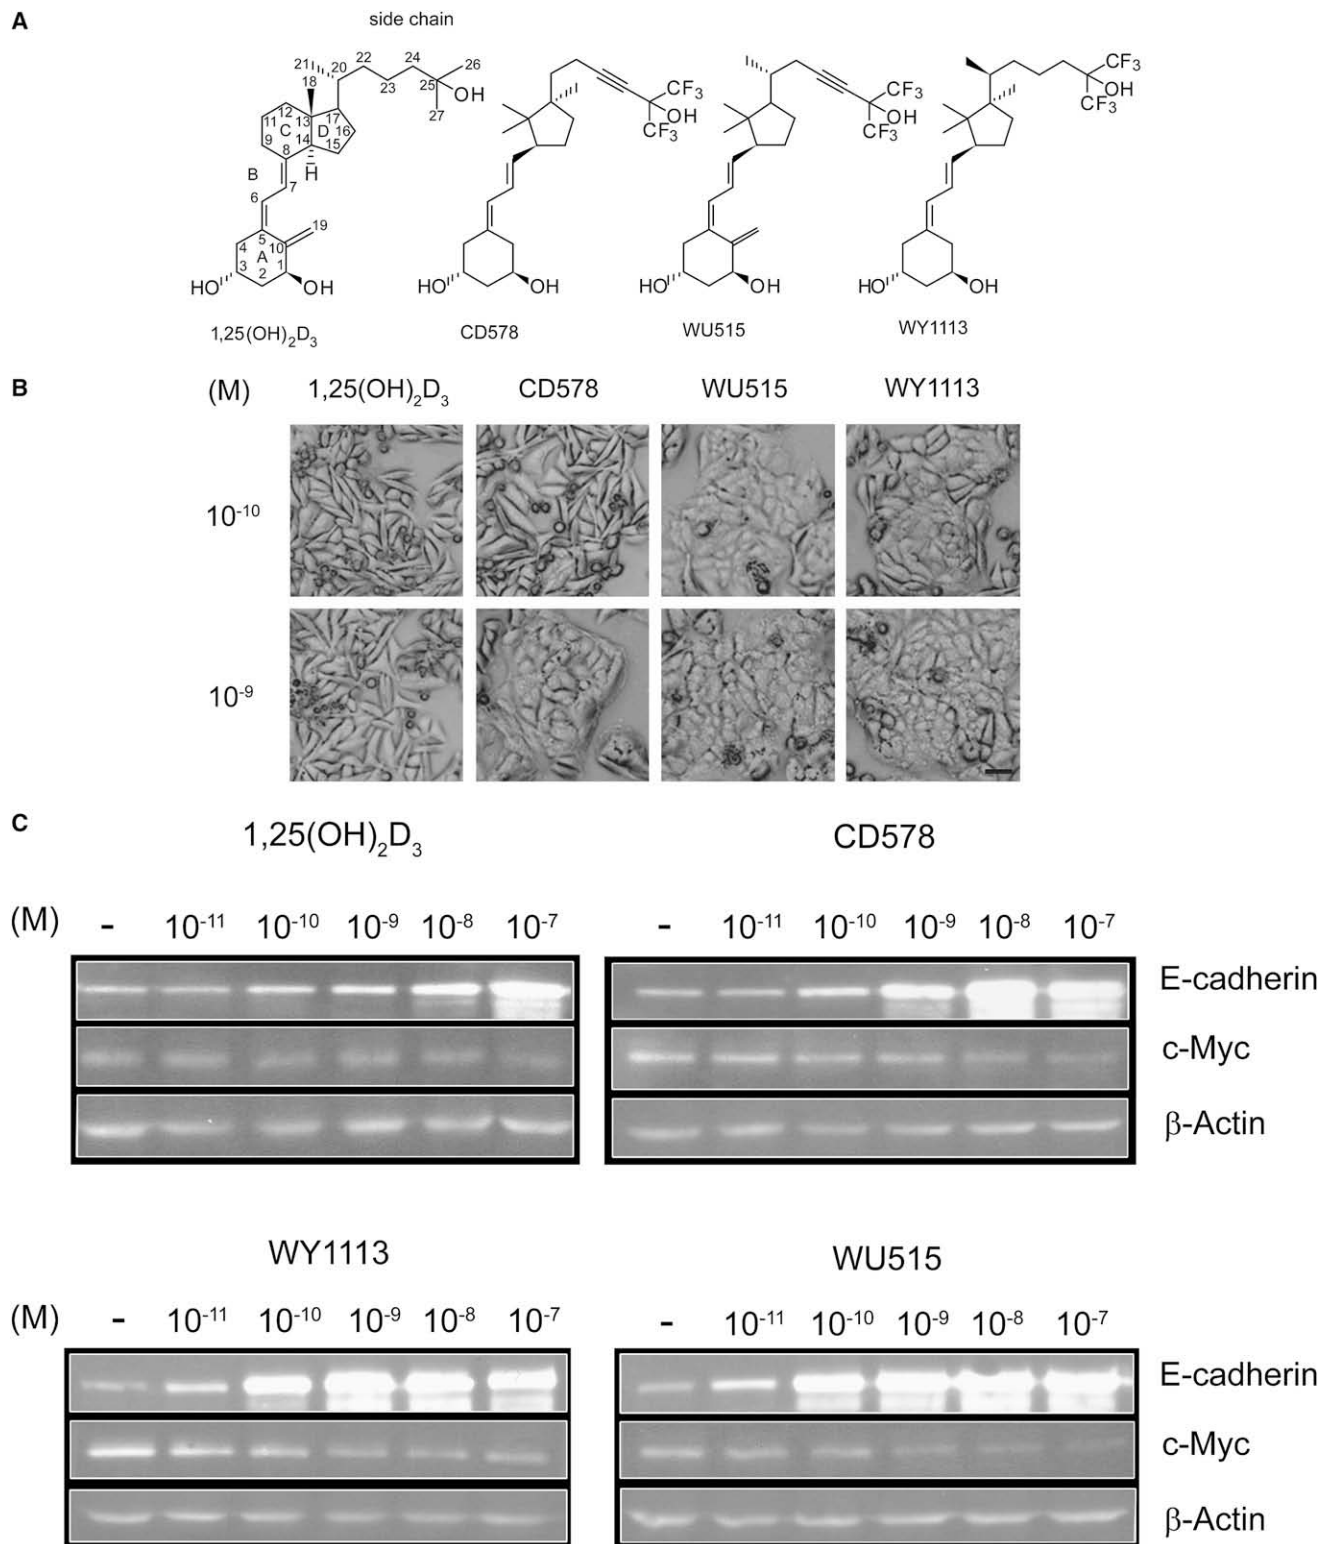 A
side chain
21 20 22 24 26
18 23 25 OH
12 17 27
11 C 13 D 16
9 14 15
8 H
B 7
6
19
4 5 10
3 A 1
2
HO OH
1,25(OH)₂D₃
CF₃
OH
CF₃
HO OH
CD578
CF₃
OH
CF₃
HO OH
WU515
CF₃
OH
CF₃
HO OH
WY1113
B
(M) 1,25(OH)₂D₃ CD578 WU515 WY1113
10⁻¹⁰
10⁻⁹
C
1,25(OH)₂D₃ CD578
(M) - 10⁻¹¹ 10⁻¹⁰ 10⁻⁹ 10⁻⁸ 10⁻⁷ - 10⁻¹¹ 10⁻¹⁰ 10⁻⁹ 10⁻⁸ 10⁻⁷
E-cadherin
c-Myc
β-Actin
WY1113 WU515
(M) - 10⁻¹¹ 10⁻¹⁰ 10⁻⁹ 10⁻⁸ 10⁻⁷ - 10⁻¹¹ 10⁻¹⁰ 10⁻⁹ 10⁻⁸ 10⁻⁷
E-cadherin
c-Myc
β-Actin